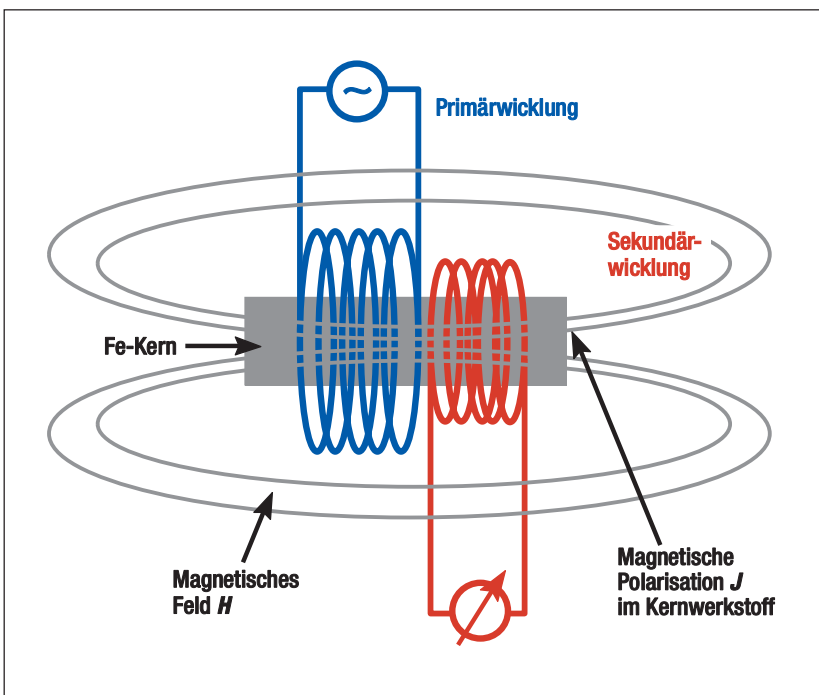 ~
Primärwicklung
Sekundär-
wicklung
Fe-Kern
Magnetisches
Feld H
Magnetische
Polarisation J
im Kernwerkstoff